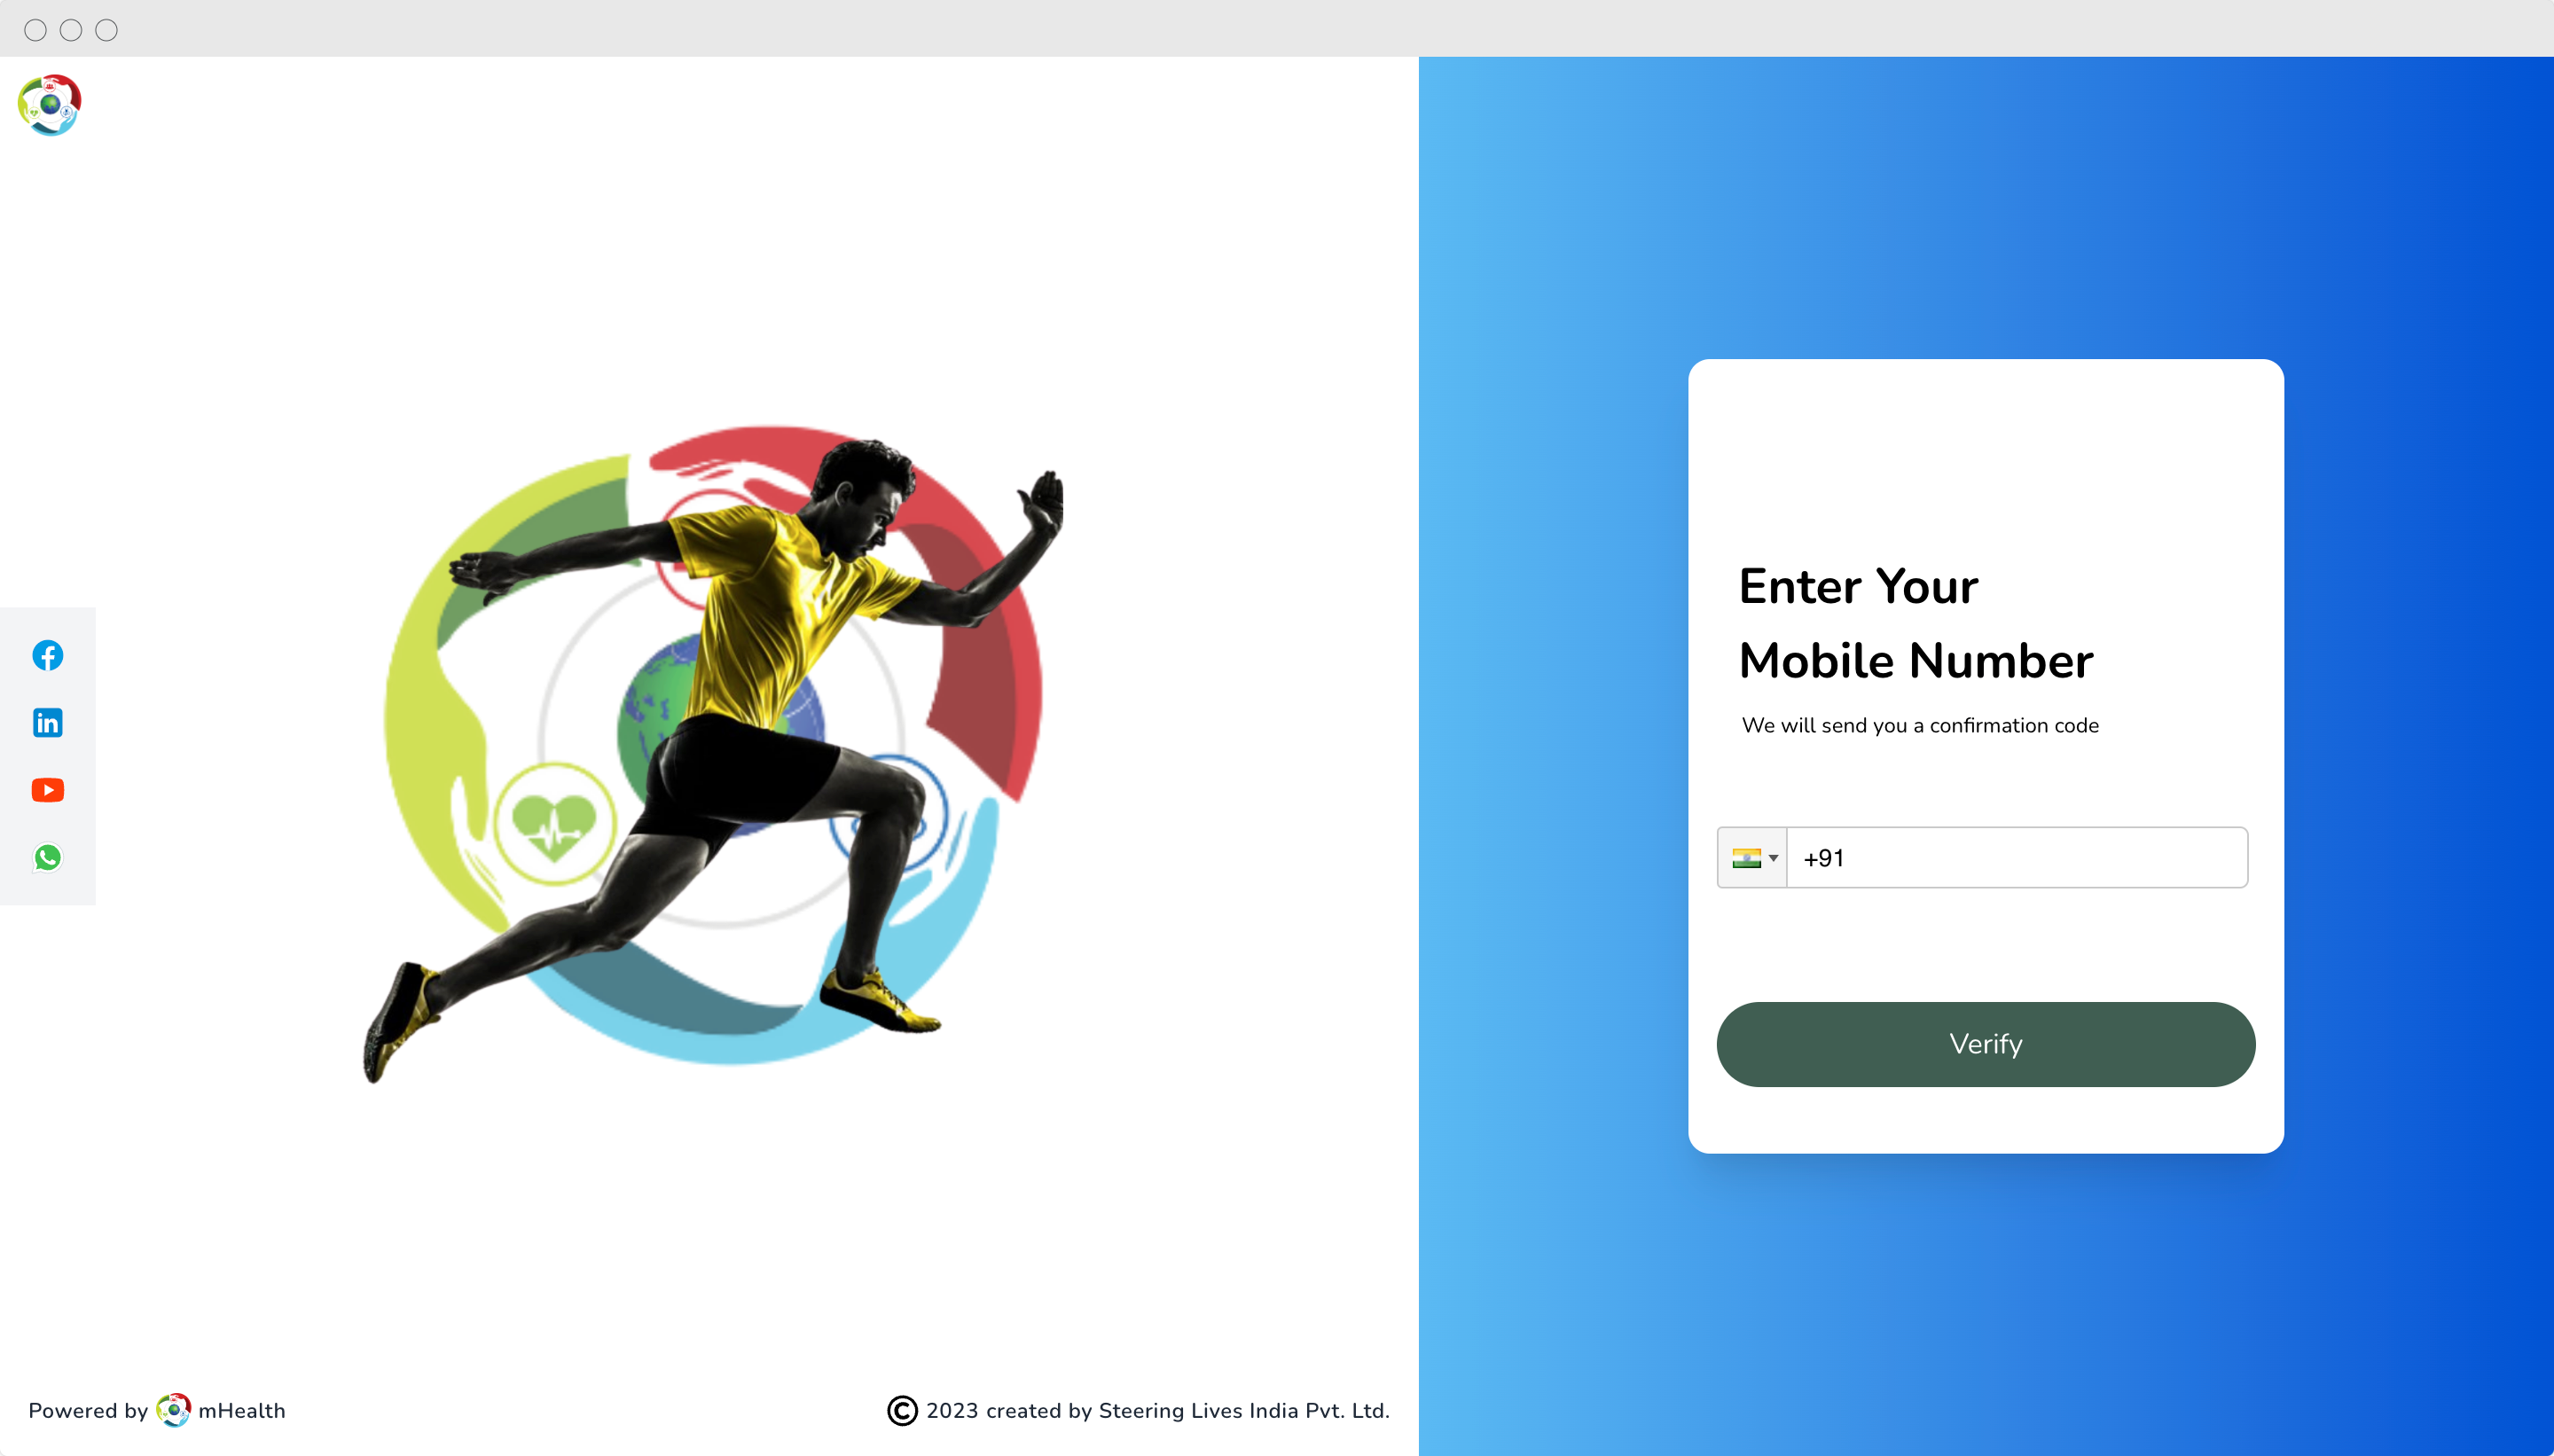 Enter Your
Mobile Number
We will send you a confirmation code
+91
Verify
Powered by mHealth
© 2023 created by Steering Lives India Pvt. Ltd.